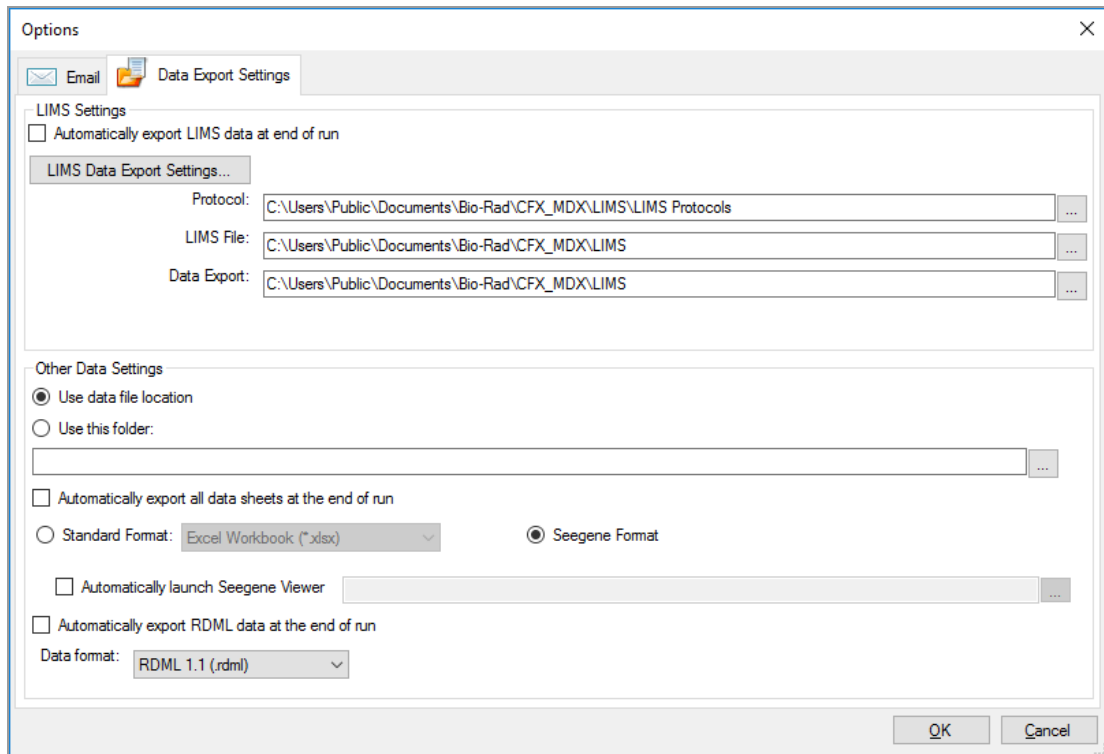 Options
Email
Data Export Settings
LIMS Settings
Automatically export LIMS data at end of run
LIMS Data Export Settings...
Protocol: C:\Users\Public\Documents\Bio-Rad\CFX_MDX\LIMS\LIMS Protocols ...
LIMS File: C:\Users\Public\Documents\Bio-Rad\CFX_MDX\LIMS ...
Data Export: C:\Users\Public\Documents\Bio-Rad\CFX_MDX\LIMS ...
Other Data Settings
Use data file location
Use this folder:
...
Automatically export all data sheets at the end of run
Standard Format: Excel Workbook (*.xlsx) Seegene Format
Automatically launch Seegene Viewer ...
Automatically export RDML data at the end of run
Data format: RDML 1.1 (.rdml)
OK Cancel